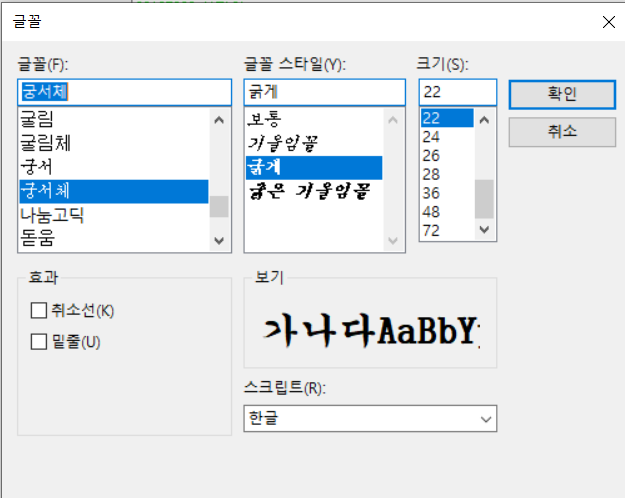 글꼴
글꼴(F):
궁서체
굴림
굴림체
궁서
궁서체
나눔고딕
돋움
글꼴 스타일(Y):
굵게
보통
기울임꼴
굵게
굵은 기울임꼴
크기(S):
22
22
24
26
28
36
48
72
확인
취소
효과
취소선(K)
밑줄(U)
보기
가나다AaBbY
스크립트(R):
한글